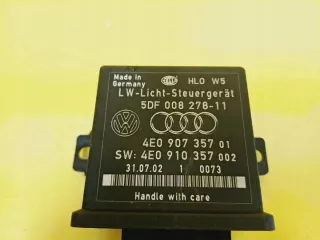 Made in
Germany
HELLA
HLO W5
LW-Licht-Steuergerät
5DF 008 278-11
4E0 907 357 01
SW: 4E0 910 357 002
31.07.02 1 0073
Handle with care